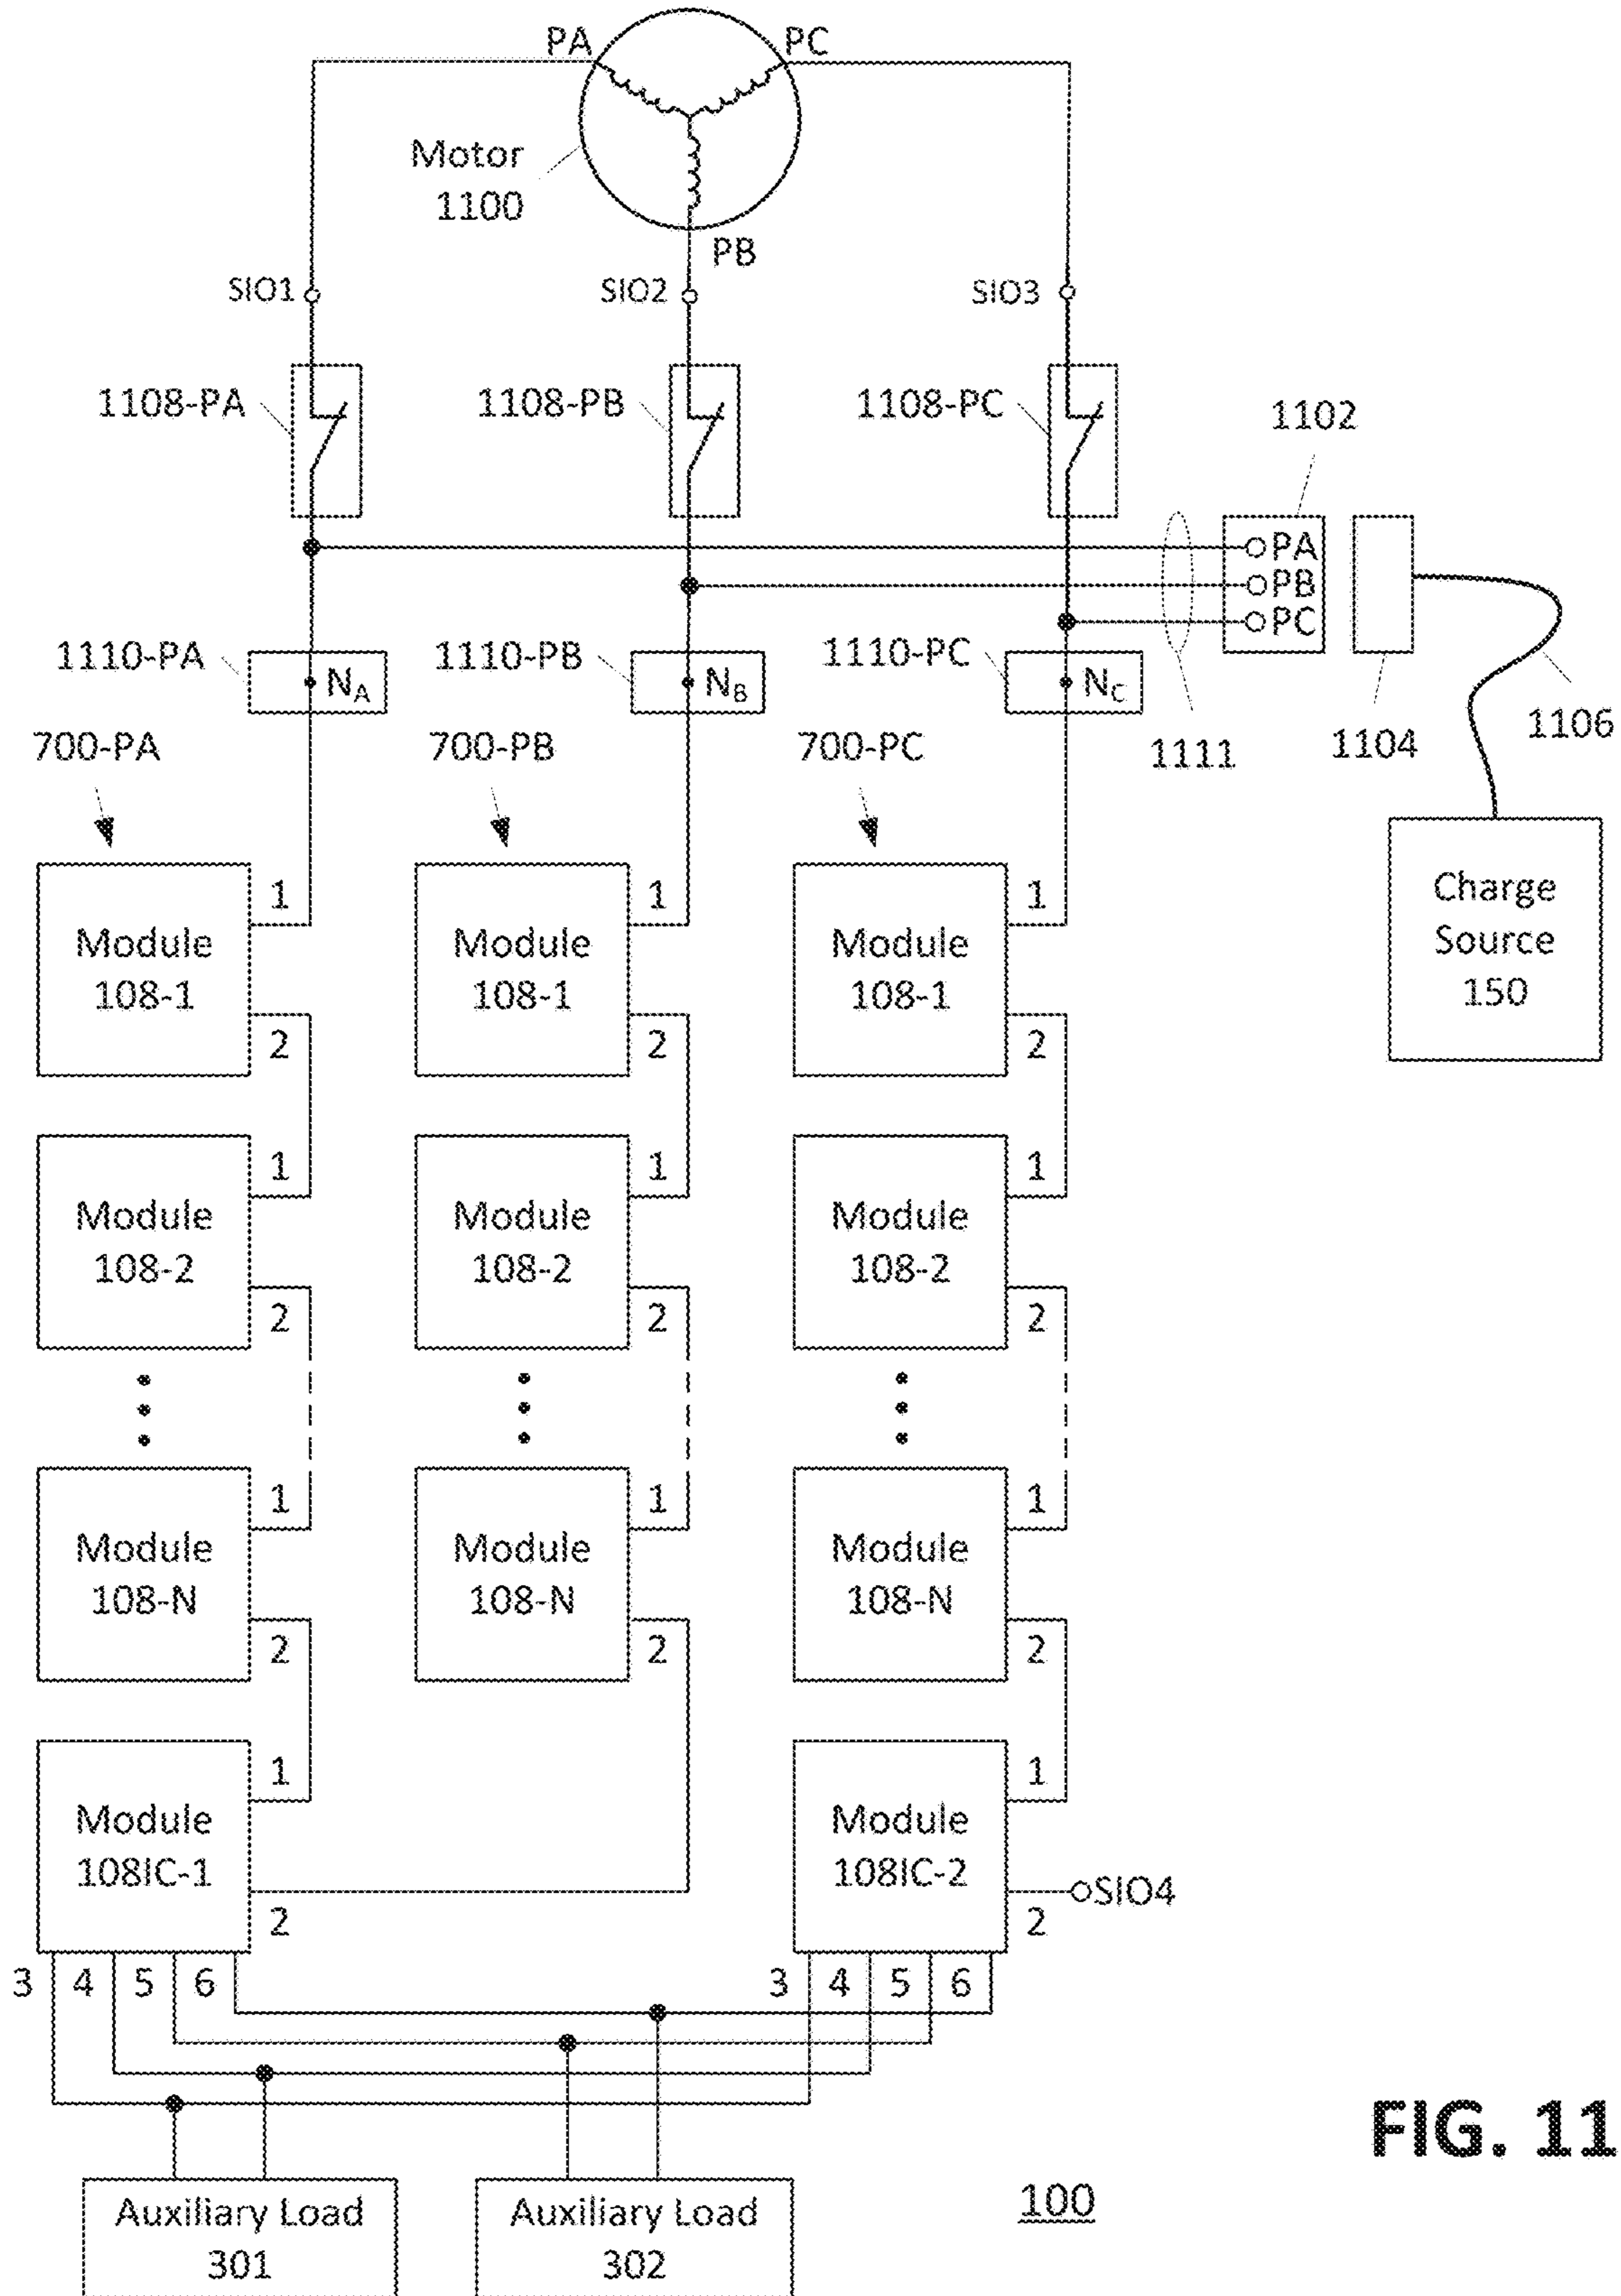 PA
PC
Motor
1100
PB
SIO1
SIO2
SIO3
1108-PA
1108-PB
1108-PC
1102
PA
PB
PC
1110-PA
NA
1110-PB
NB
1110-PC
NC
1111
1104
1106
700-PA
700-PB
700-PC
Charge
Source
150
Module
108-1
1
2
Module
108-1
1
2
Module
108-1
1
2
Module
108-2
1
2
Module
108-2
1
2
Module
108-2
1
2
Module
108-N
1
2
Module
108-N
1
2
Module
108-N
1
2
Module
108IC-1
1
2
Module
108IC-2
1
2
SIO4
3 4 5 6
3 4 5 6
Auxiliary Load
301
Auxiliary Load
302
100
FIG. 11